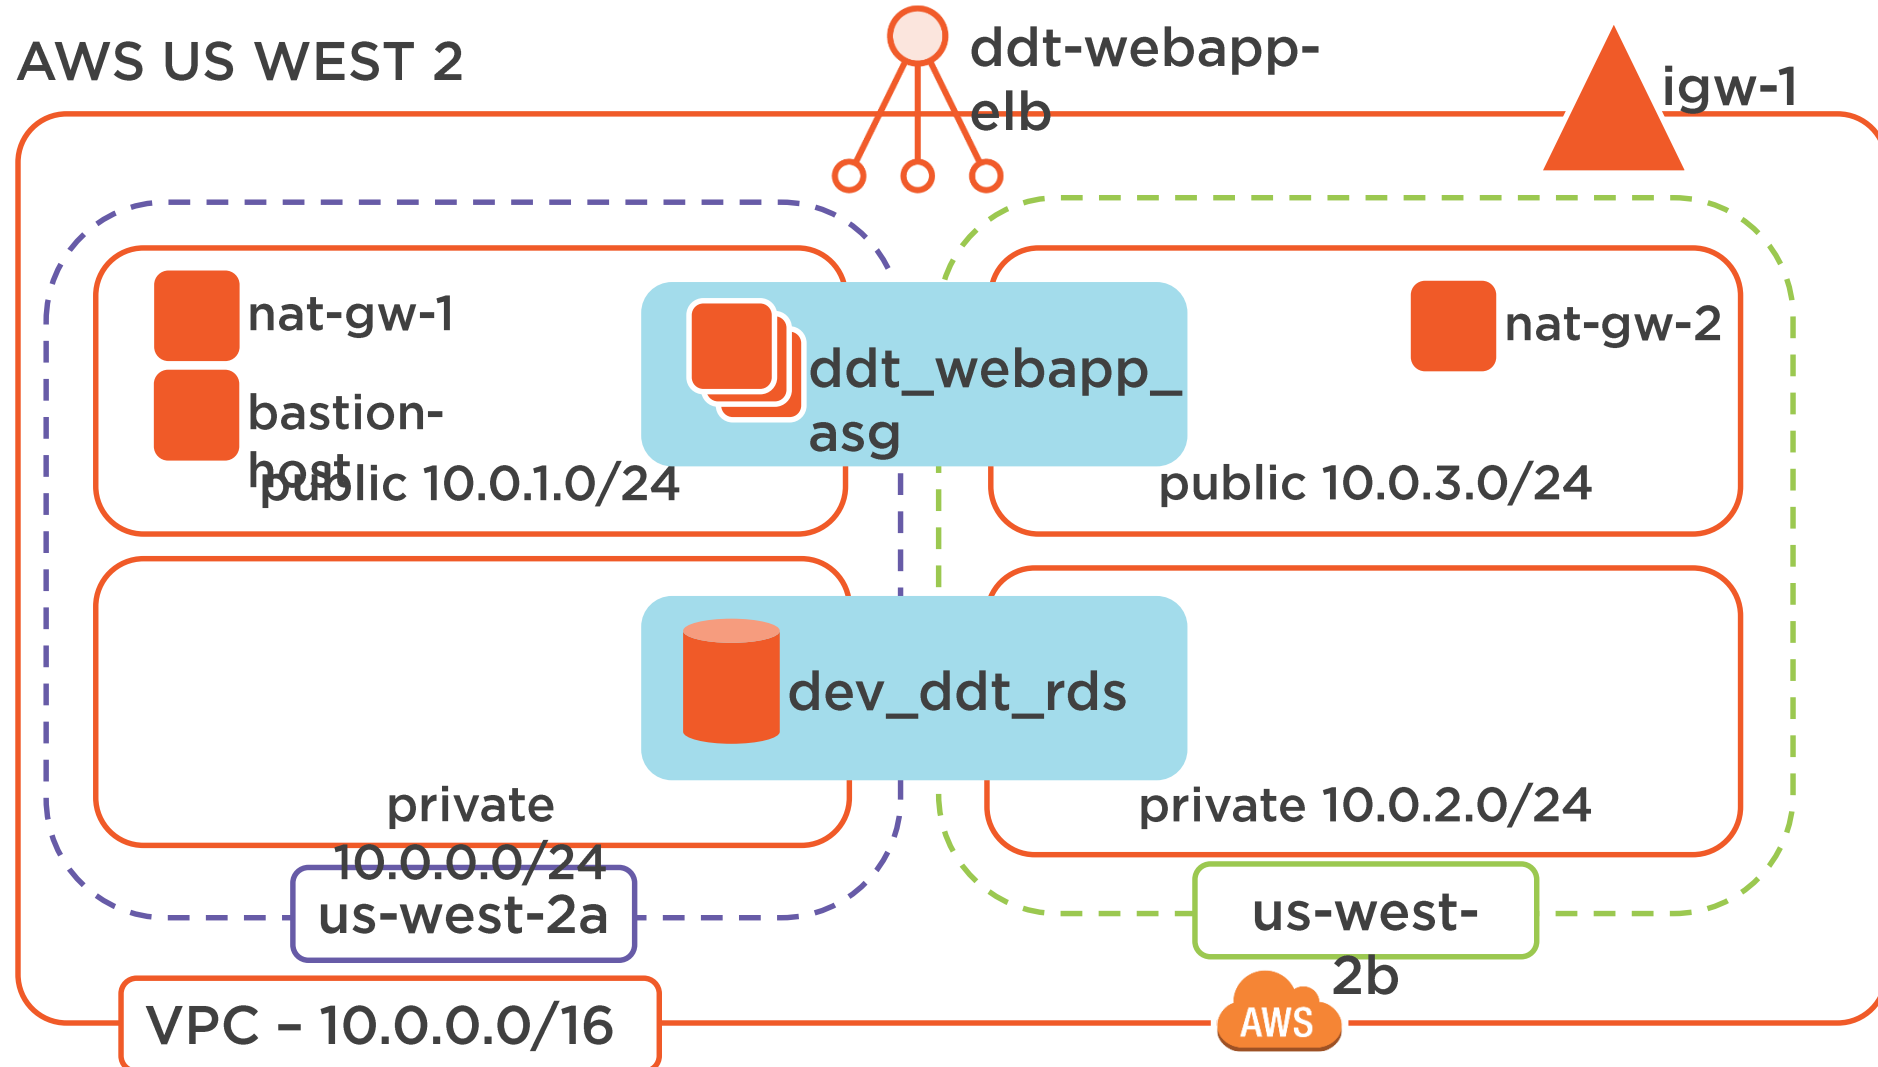 AWS US WEST 2
ddt-webapp-
elb
igw-1
nat-gw-1
bastion-
host
public 10.0.1.0/24
ddt_webapp_
asg
nat-gw-2
public 10.0.3.0/24
dev_ddt_rds
private
10.0.0.0/24
private 10.0.2.0/24
us-west-2a
us-west-
2b
VPC – 10.0.0.0/16
AWS